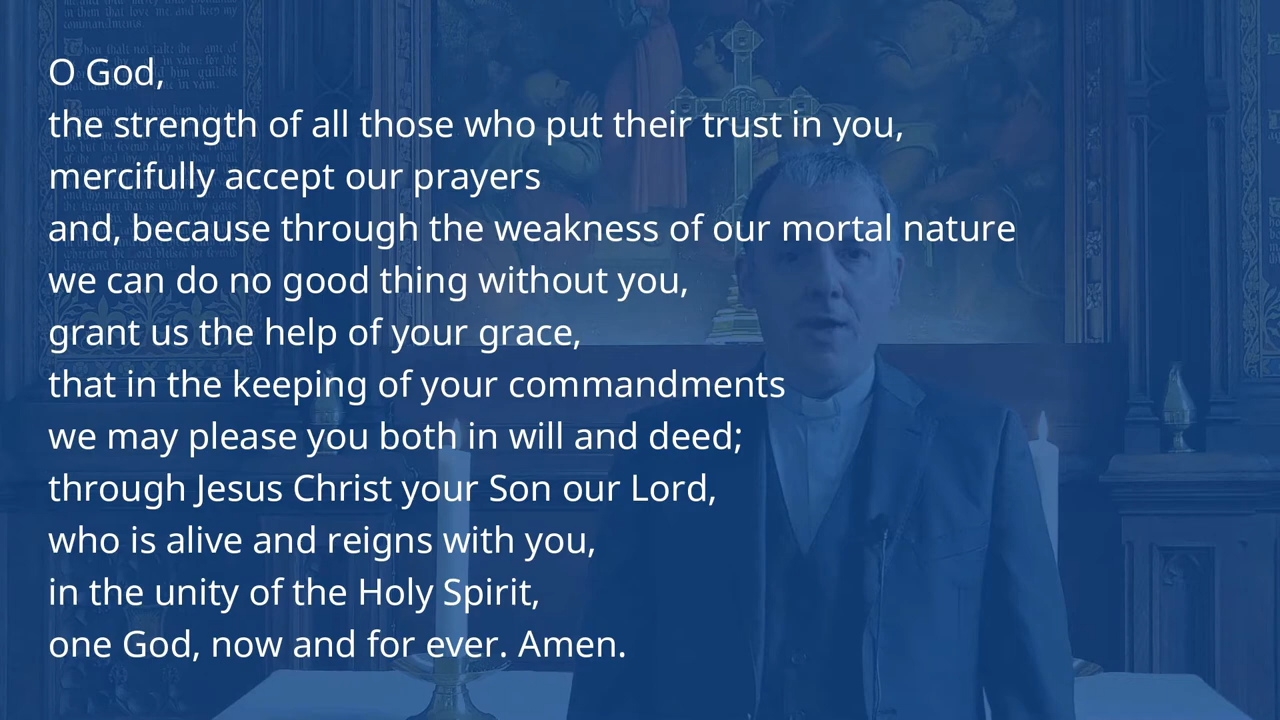 O God,
the strength of all those who put their trust in you,
mercifully accept our prayers
and, because through the weakness of our mortal nature
we can do no good thing without you,
grant us the help of your grace,
that in the keeping of your commandments
we may please you both in will and deed;
through Jesus Christ your Son our Lord,
who is alive and reigns with you,
in the unity of the Holy Spirit,
one God, now and for ever. Amen.